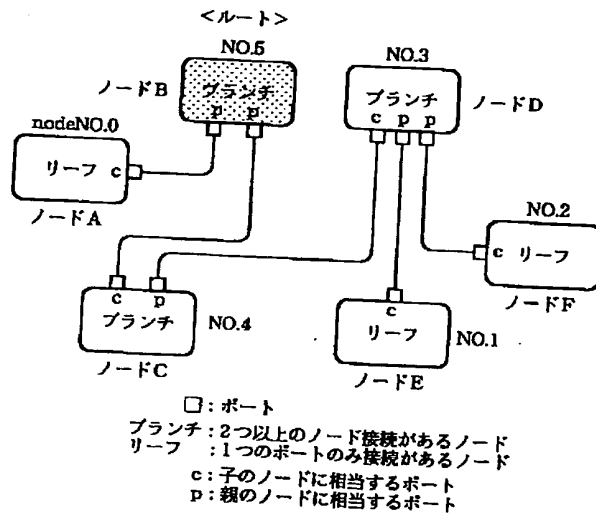 <ルート>
NO.5
NO.3
ノードB
ブランチ
p p
ブランチ
c p p
ノードD
nodeNO.0
リーフ c
ノードA
NO.2
c リーフ
ノードF
c p
ブランチ
NO.4
ノードC
c
リーフ
NO.1
ノードE
□:ポート
ブランチ:2つ以上のノード接続があるノード
リーフ:1つのポートのみ接続があるノード
c:子のノードに相当するポート
p:親のノードに相当するポート